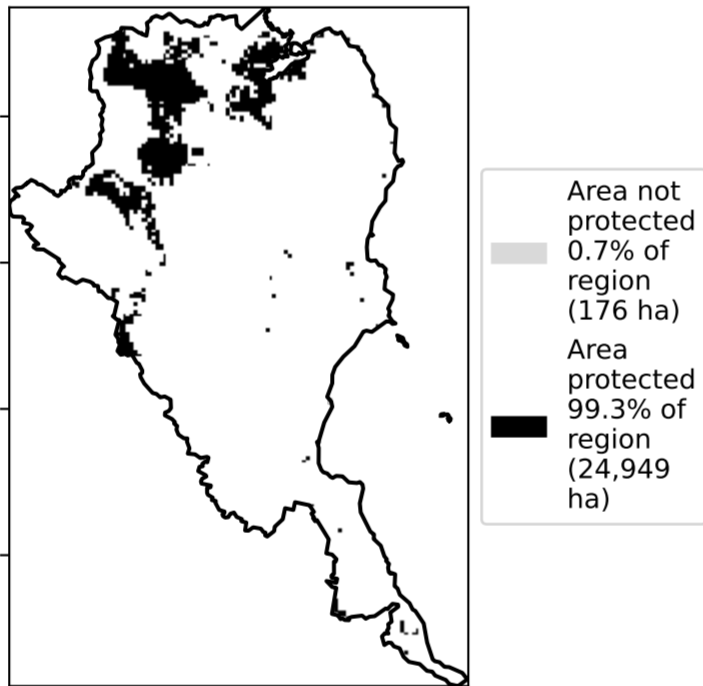 Area not
protected
0.7% of
region
(176 ha)
Area
protected
99.3% of
region
(24,949
ha)